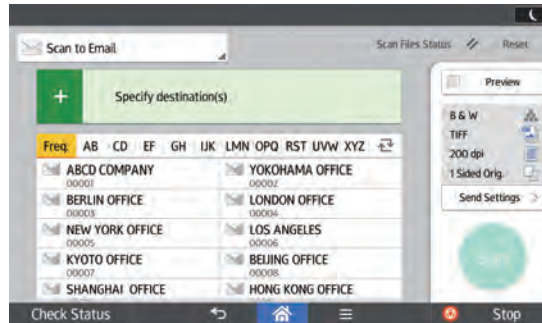 Scan to Email
Scan Files Status
Reset
Preview
Specify destination(s)
B & W
TIFF
200 dpi
1 Sided Orig.
Send Settings
Freq. AB CD EF GH IJK LMN OPQ RST UVW XYZ
ABCD COMPANY
00001
YOKOHAMA OFFICE
00002
BERLIN OFFICE
00003
LONDON OFFICE
00004
NEW YORK OFFICE
00005
LOS ANGELES
00006
KYOTO OFFICE
00007
BEIJING OFFICE
00008
SHANGHAI OFFICE
HONG KONG OFFICE
Check Status
Stop